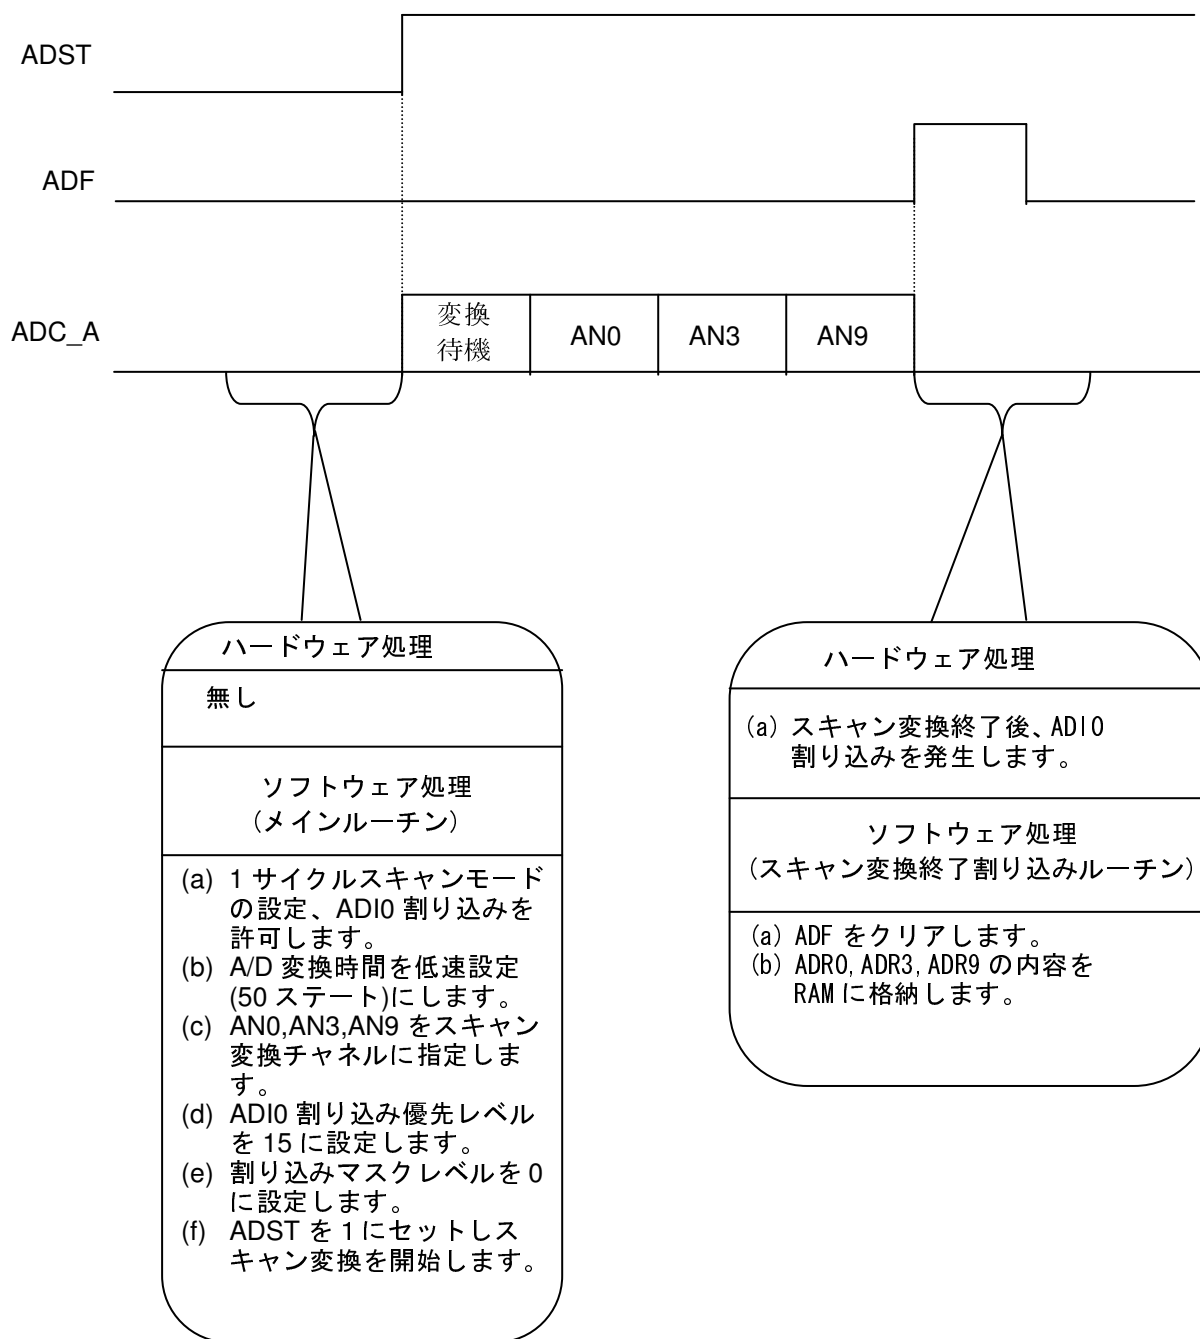 ADST
ADF
ADC_A
変換
待機
AN0
AN3
AN9
ハードウェア処理
無し
ソフトウェア処理
(メインルーチン)
(a) 1 サイクルスキャンモード
の設定、ADI0 割り込みを
許可します。
(b) A/D 変換時間を低速設定
(50 ステート)にします。
(c) AN0,AN3,AN9 をスキャン
変換チャネルに指定しま
す。
(d) ADI0 割り込み優先レベル
を 15 に設定します。
(e) 割り込みマスクレベルを 0
に設定します。
(f) ADST を 1 にセットしス
キャン変換を開始します。
ハードウェア処理
(a) スキャン変換終了後、ADI0
割り込みを発生します。
ソフトウェア処理
(スキャン変換終了割り込みルーチン)
(a) ADF をクリアします。
(b) ADR0, ADR3, ADR9 の内容を
RAM に格納します。